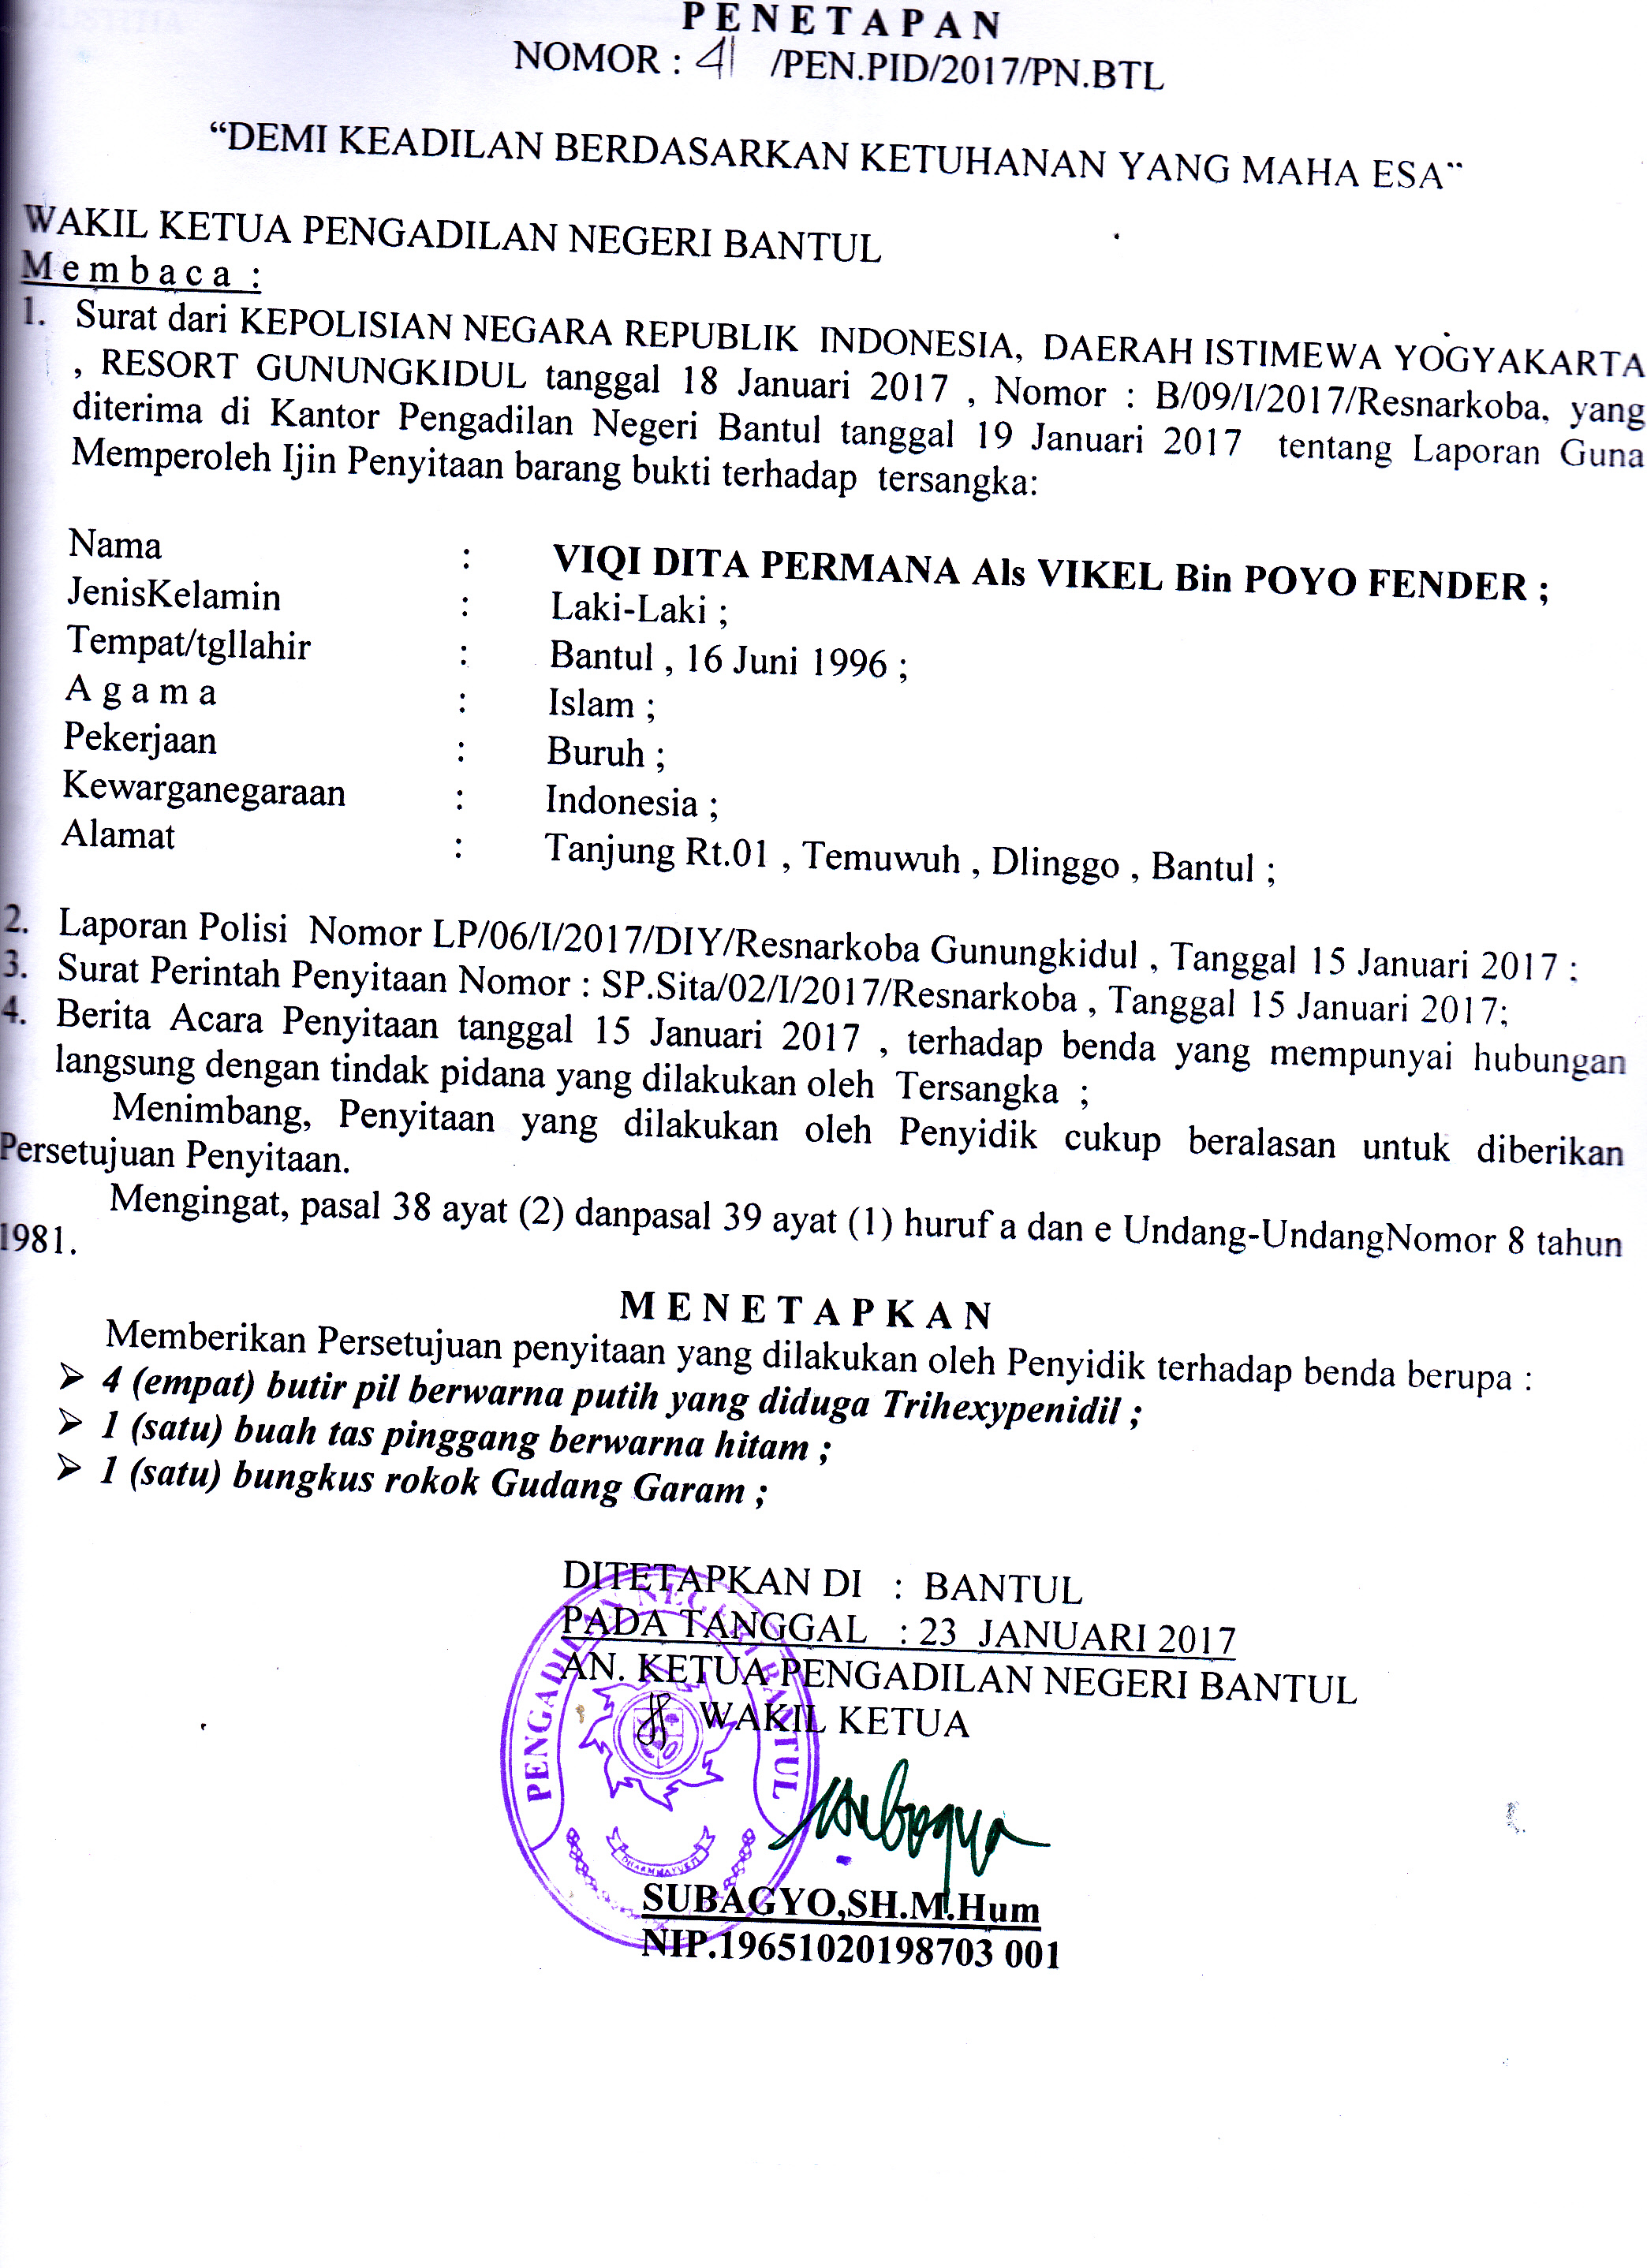 P E N E T A P A N
NOMOR : 41 /PEN.PID/2017/PN.BTL
“DEMI KEADILAN BERDASARKAN KETUHANAN YANG MAHA ESA“
WAKIL KETUA PENGADILAN NEGERI BANTUL
M e m b a c a :
1. Surat dari KEPOLISIAN NEGARA REPUBLIK INDONESIA, DAERAH ISTIMEWA YOGYAKARTA
, RESORT GUNUNGKIDUL tanggal 18 Januari 2017 , Nomor : B/09/I/2017/Resnarkoba, yang
diterima di Kantor Pengadilan Negeri Bantul tanggal 19 Januari 2017 tentang Laporan Guna
Memperoleh Ijin Penyitaan barang bukti terhadap tersangka:
Nama : VIQI DITA PERMANA Als VIKEL Bin POYO FENDER ;
JenisKelamin : Laki-Laki ;
Tempat/tgllahir : Bantul , 16 Juni 1996 ;
A g a m a : Islam ;
Pekerjaan : Buruh ;
Kewarganegaraan : Indonesia ;
Alamat : Tanjung Rt.01 , Temuwuh , Dlinggo , Bantul ;
2. Laporan Polisi Nomor LP/06/I/2017/DIY/Resnarkoba Gunungkidul , Tanggal 15 Januari 2017 ;
3. Surat Perintah Penyitaan Nomor : SP.Sita/02/I/2017/Resnarkoba , Tanggal 15 Januari 2017;
4. Berita Acara Penyitaan tanggal 15 Januari 2017 , terhadap benda yang mempunyai hubungan
langsung dengan tindak pidana yang dilakukan oleh Tersangka ;
Menimbang, Penyitaan yang dilakukan oleh Penyidik cukup beralasan untuk diberikan
Persetujuan Penyitaan.
Mengingat, pasal 38 ayat (2) danpasal 39 ayat (1) huruf a dan e Undang-UndangNomor 8 tahun
1981.
M E N E T A P K A N
Memberikan Persetujuan penyitaan yang dilakukan oleh Penyidik terhadap benda berupa :
➢ 4 (empat) butir pil berwarna putih yang diduga Trihexypenidil ;
➢ 1 (satu) buah tas pinggang berwarna hitam ;
➢ 1 (satu) bungkus rokok Gudang Garam ;
DITETAPKAN DI : BANTUL
PADA TANGGAL : 23 JANUARI 2017
AN. KETUA PENGADILAN NEGERI BANTUL
WAKIL KETUA
PENGADILAN NEGERI BANTUL
Subagyo
SUBAGYO,SH.M.Hum
NIP.19651020198703 001